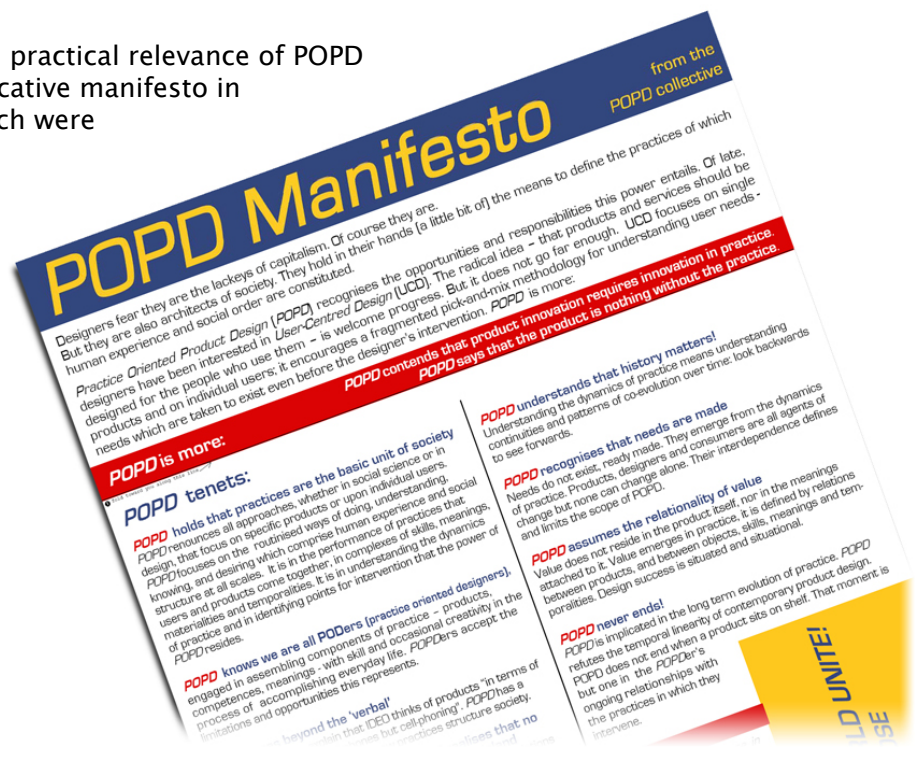 practical relevance of POPD
cative manifesto in
ch were
POPD Manifesto
from the
POPD collective
Designers fear they are the lackeys of capitalism. Of course they are.
But they are also architects of society. They hold in their hands (a little bit of) the means to define the practices of which
human experience and social order are constituted.
Practice Oriented Product Design (POPD) recognises the opportunities and responsibilities this power entails. Of late,
designers have been interested in User-Centred Design (UCD). The radical idea – that products and services should be
designed for the people who use them – is welcome progress. But it does not go far enough. UCD focuses on single
products and on individual users; it encourages a fragmented pick-and-mix methodology for understanding user needs -
needs which are taken to exist even before the designer's intervention. POPD is more:
POPD is more:
POPD contends that product innovation requires innovation in practice.
POPD says that the product is nothing without the practice.
POPD tenets:
POPD holds that practices are the basic unit of society
POPD renounces all approaches, whether in social science or in
design, that focus on specific products or upon individual users.
POPD focuses on the routinised ways of doing, understanding,
knowing, and desiring which comprise human experience and social
structure at all scales. It is in the performance of practices that
users and products come together, in complexes of skills, meanings,
materialities and temporalities. It is in understanding the dynamics
of practice and in identifying points for intervention that the power of
POPD resides.
POPD knows we are all PODers (practice oriented designers),
engaged in assembling components of practice – products,
competences, meanings - with skill and occasional creativity in the
process of accomplishing everyday life. POPDers accept the
limitations and opportunities this represents.
beyond the 'verbal'
that IDEO thinks of products "in terms of
but cell-phoning". POPD has a
practices structure society.
that no
POPD understands that history matters!
Understanding the dynamics of practice means understanding
continuities and patterns of co-evolution over time: look backwards
to see forwards.
POPD recognises that needs are made
Needs do not exist, ready made. They emerge from the dynamics
of practice. Products, designers and consumers are all agents of
change but none can change alone. Their interdependence defines
and limits the scope of POPD.
POPD assumes the relationality of value
Value does not reside in the product itself, nor in the meanings
attached to it. Value emerges in practice, it is defined by relations
between products, and between objects, skills, meanings and tem-
poralities. Design success is situated and situational.
POPD never ends!
POPD is implicated in the long term evolution of practice. POPD
refutes the temporal linearity of contemporary product design.
POPD does not end when a product sits on shelf. That moment is
but one in the POPDer's
ongoing relationships with
the practices in which they
intervene.
LD UNITE!
OSE